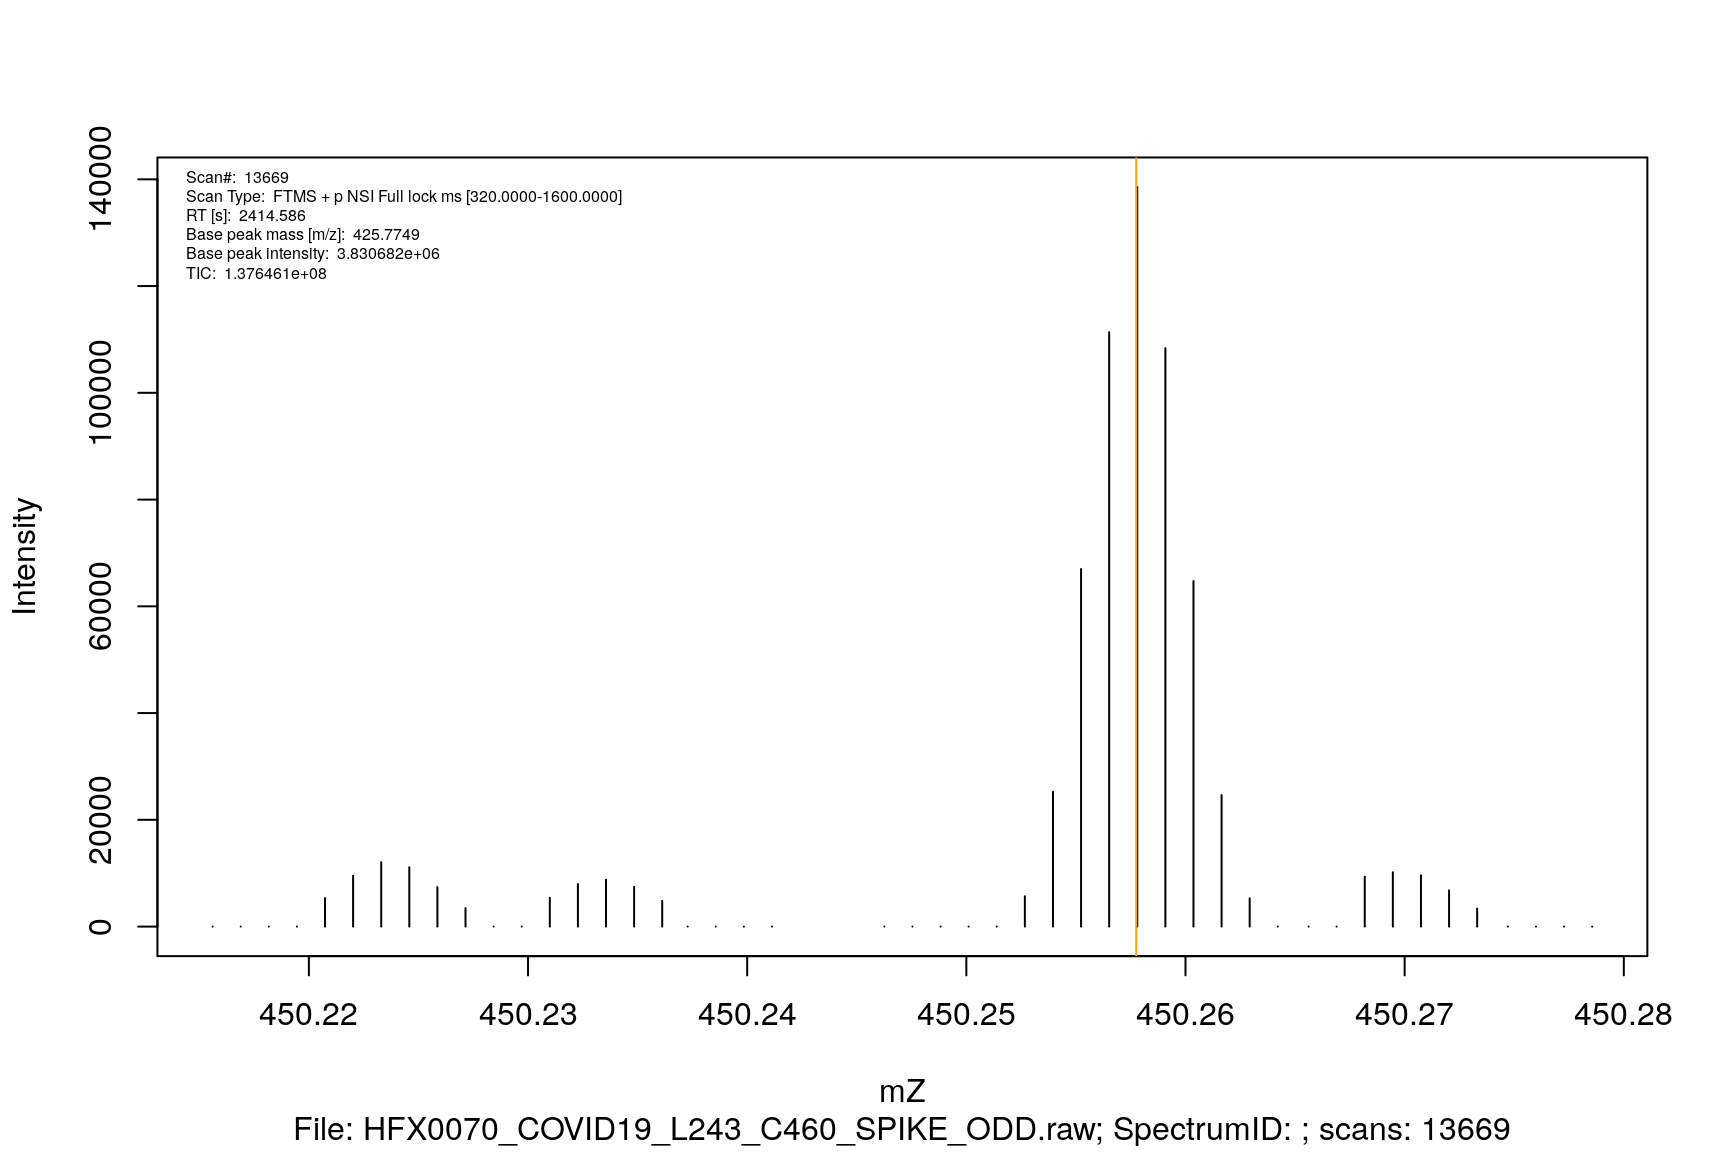 Scan#: 13669
Scan Type: FTMS + p NSI Full lock ms [320.0000-1600.0000]
RT [s]: 2414.586
Base peak mass [m/z]: 425.7749
Base peak intensity: 3.830682e+06
TIC: 1.376461e+08
Intensity
140000
100000
60000
20000
0
450.22 450.23 450.24 450.25 450.26 450.27 450.28
mZ
File: HFX0070_COVID19_L243_C460_SPIKE_ODD.raw; SpectrumID: ; scans: 13669